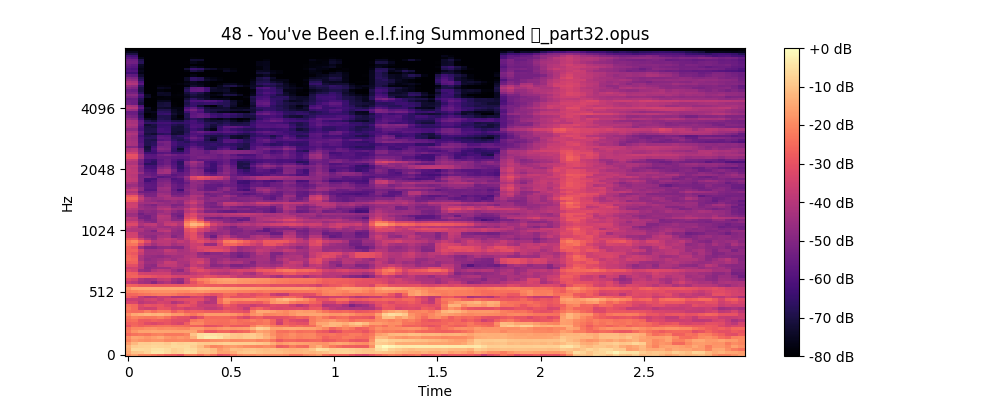 48 - You've Been e.l.f.ing Summoned _part32.opus
Hz
4096
2048
1024
512
0
0
0.5
1
1.5
2
2.5
Time
+0 dB
-10 dB
-20 dB
-30 dB
-40 dB
-50 dB
-60 dB
-70 dB
-80 dB